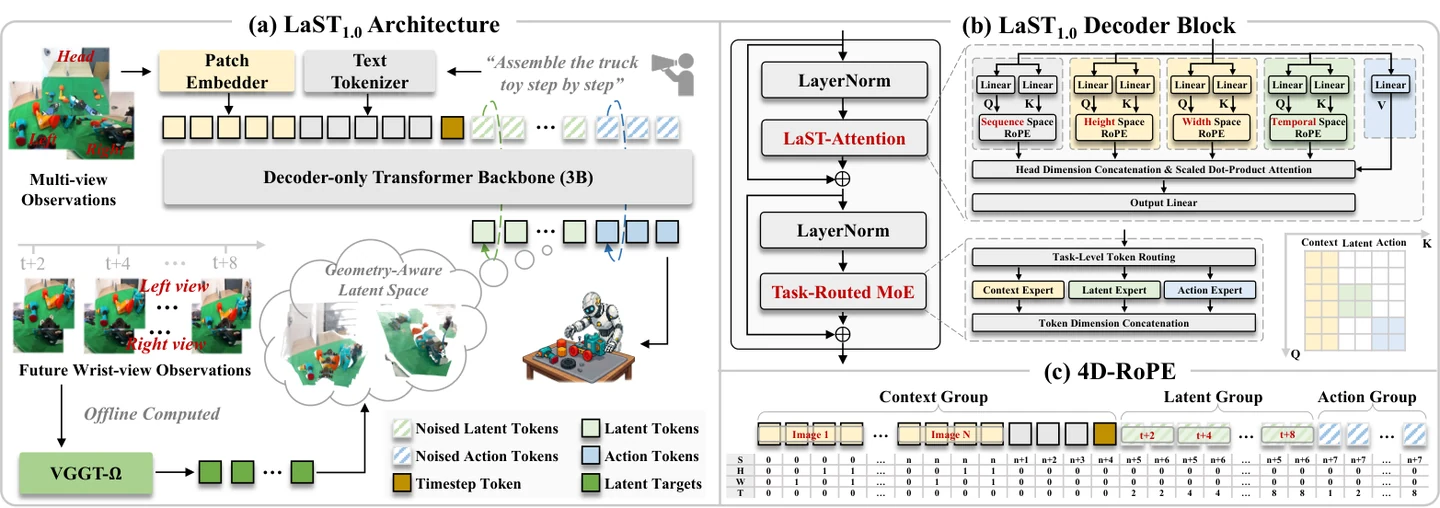 (a) LaST1.0 Architecture
Head
Left
Right
Multi-view
Observations
Patch
Embedder
Text
Tokenizer
“Assemble the truck
toy step by step”
...
Decoder-only Transformer Backbone (3B)
...
t+2
t+4
...
t+8
Left view
...
...
Right view
Future Wrist-view Observations
Geometry-Aware
Latent Space
Offline Computed
VGGT-Ω
...
Noised Latent Tokens
Latent Tokens
Noised Action Tokens
Action Tokens
Timestep Token
Latent Targets
(b) LaST1.0 Decoder Block
LayerNorm
LaST-Attention
LayerNorm
Task-Routed MoE
Linear Linear Linear Linear Linear Linear Linear Linear Linear
Q K Q K Q K Q K V
Sequence Space
RoPE
Height Space
RoPE
Width Space
RoPE
Temporal Space
RoPE
Head Dimension Concatenation & Scaled Dot-Product Attention
Output Linear
Task-Level Token Routing
Context Expert Latent Expert Action Expert
Token Dimension Concatenation
Context Latent Action
K
Q
(c) 4D-RoPE
Context Group Latent Group Action Group
Image 1 ... Image N t+2 t+4 ... t+8 ...
S 0 0 0 0 ... n n n n n+1 n+2 n+3 n+4 n+5 n+6 n+5 n+6 ... n+5 n+6 n+7 n+7 ... n+7
H 0 0 1 1 ... 0 0 1 1 0 0 0 0 0 0 0 0 ... 0 0 0 0 ... 0
W 0 1 0 1 ... 0 1 0 1 0 0 0 0 0 0 0 0 ... 0 0 0 0 ... 0
T 0 0 0 0 ... 0 0 0 0 0 0 0 0 2 2 4 4 ... 8 8 1 2 ... 8